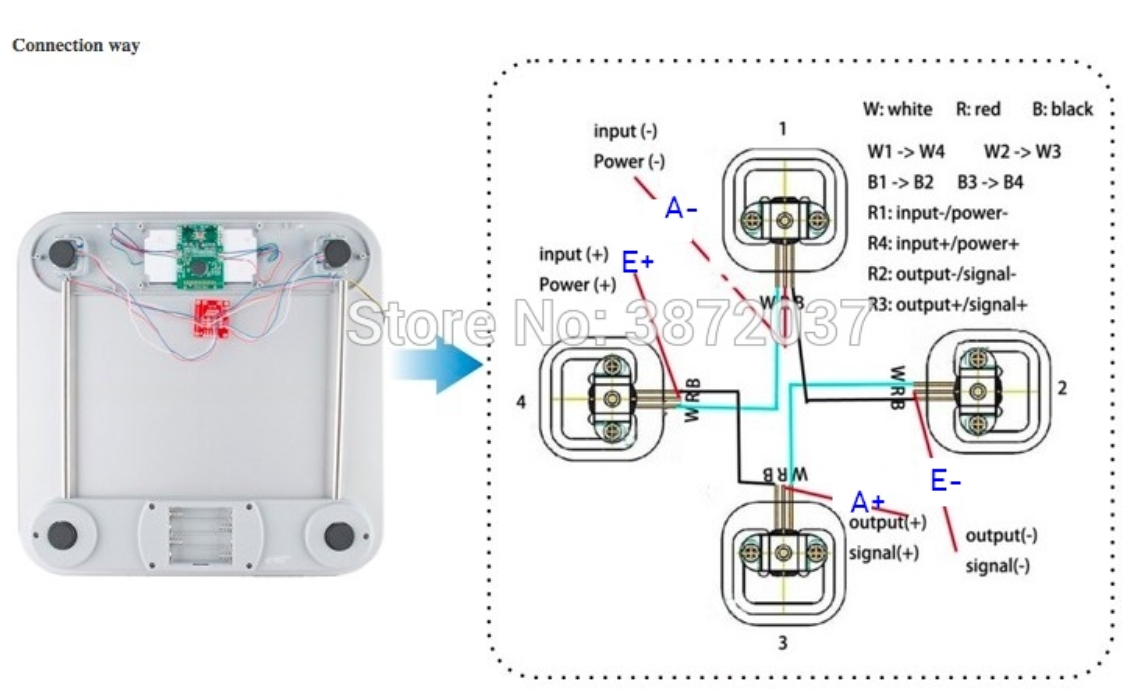 Connection way
W: white R: red B: black
input (-)
Power (-)
1
W1 -> W4 W2 -> W3
B1 -> B2 B3 -> B4
R1: input-/power-
R4: input+/power+
R2: output-/signal-
R3: output+/signal+
A-
input (+)
Power (+)
E+
W R B
Store No: 3872037
4
W R B
W R B
2
B R W
E-
A+
output(+)
signal(+)
output(-)
signal(-)
3